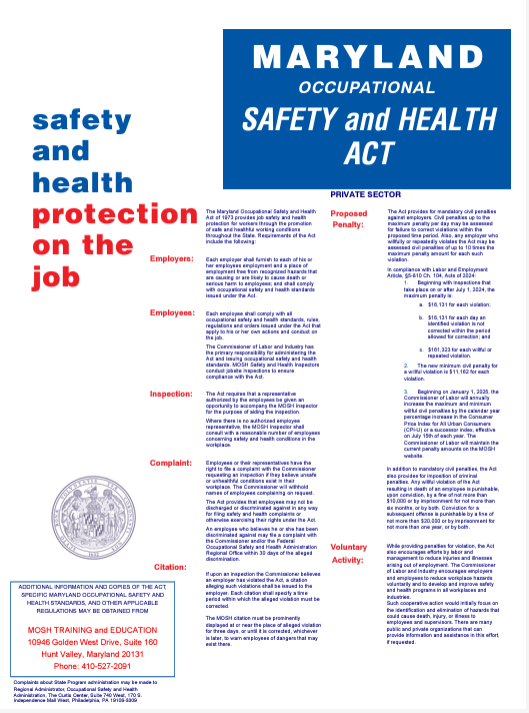 MARYLAND
OCCUPATIONAL
SAFETY and HEALTH
ACT
safety
and
health
protection
on the
job
PRIVATE SECTOR
The Maryland Occupational Safety and Health
Act of 1973 provides job safety and health
protection for workers through the promotion
of safe and healthful working conditions
throughout the State. Requirements of the Act
include the following:
Employers:
Each employer shall furnish to each of his or
her employees employment and a place of
employment free from recognized hazards that
are causing or are likely to cause death or
serious harm to employees; and shall comply
with occupational safety and health standards
issued under the Act.
Employees:
Each employee shall comply with all
occupational safety and health standards, rules,
regulations and orders issued under the Act that
apply to his or her own actions and conduct on
the job.
The Commissioner of Labor and Industry has
the primary responsibility for administering the
Act and issuing occupational safety and health
standards. MOSH Safety and Health Inspectors
conduct jobsite inspections to ensure
compliance with the Act.
Inspection:
The Act requires that a representative
authorized by the employees be given an
opportunity to accompany the MOSH Inspector
for the purpose of aiding the inspection.
Where there is no authorized employee
representative, the MOSH Inspector shall
consult with a reasonable number of employees
concerning safety and health conditions in the
workplace.
Complaint:
Employees or their representatives have the
right to file a complaint with the Commissioner
requesting an inspection if they believe unsafe
or unhealthful conditions exist in their
workplace. The Commissioner will withhold
names of employees complaining on request.
The Act provides that employees may not be
discharged or discriminated against in any way
for filing safety and health complaints or
otherwise exercising their rights under the Act.
An employee who believes he or she has been
discriminated against may file a complaint with
the Commissioner and/or the Federal
Occupational Safety and Health Administration
Regional Office within 30 days of the alleged
discrimination.
Citation:
If upon an inspection the Commissioner believes
an employer has violated the Act, a citation
alleging such violations shall be issued to the
employer. Each citation shall specify a time
period within which the alleged violation must be
corrected.
The MOSH citation must be prominently
displayed at or near the place of alleged violation
for three days, or until it is corrected, whichever
is later, to warn employees of dangers that may
exist there.
Proposed
Penalty:
The Act provides for mandatory civil penalties
against employers. Civil penalties up to the
maximum penalty per day may be assessed
for failure to correct violations within the
proposed time period. Also, any employer who
willfully or repeatedly violates the Act may be
assessed civil penalties of up to 10 times the
maximum penalty amount for each such
violation.
In compliance with Labor and Employment
Article, §5-810 Ch. 104, Acts of 2024:
1. Beginning with inspections that
take place on or after July 1, 2024, the
maximum penalty is:
a. $16,131 for each violation;
b. $16,131 for each day an
identified violation is not
corrected within the period
allowed for correction; and
c. $161,323 for each willful or
repeated violation.
2. The new minimum civil penalty for
a willful violation is $11,162 for each
violation.
3. Beginning on January 1, 2025, the
Commissioner of Labor will annually
increase the maximum and minimum
willful civil penalties by the calendar year
percentage increase in the Consumer
Price Index for All Urban Consumers
(CPI-U) or a successor index, effective
on July 15th of each year. The
Commissioner of Labor will maintain the
current penalty amounts on the MOSH
website.
In addition to mandatory civil penalties, the Act
also provides for imposition of criminal
penalties. Any willful violation of the Act
resulting in death of an employee is punishable,
upon conviction, by a fine of not more than
$10,000 or by imprisonment for not more than
six months, or by both. Conviction for a
subsequent offense is punishable by a fine of
not more than $20,000 or by imprisonment for
not more than one year, or by both.
Voluntary
Activity:
While providing penalties for violation, the Act
also encourages efforts by labor and
management to reduce injuries and illnesses
arising out of employment. The Commissioner
of Labor and Industry encourages employers
and employees to reduce workplace hazards
voluntarily and to develop and improve safety
and health programs in all workplaces and
industries.
Such cooperative action would initially focus on
the identification and elimination of hazards that
could cause death, injury, or illness to
employees and supervisors. There are many
public and private organizations that can
provide information and assistance in this effort,
if requested.
ADDITIONAL INFORMATION AND COPIES OF THE ACT,
SPECIFIC MARYLAND OCCUPATIONAL SAFETY AND
HEALTH STANDARDS, AND OTHER APPLICABLE
REGULATIONS MAY BE OBTAINED FROM
MOSH TRAINING and EDUCATION
10946 Golden West Drive, Suite 160
Hunt Valley, Maryland 20131
Phone: 410-527-2091
Complaints about State Program administration may be made to
Regional Administrator, Occupational Safety and Health
Administration, The Curtis Center, Suite 740 West, 170 S.
Independence Mall West, Philadelphia, PA 19106-3309